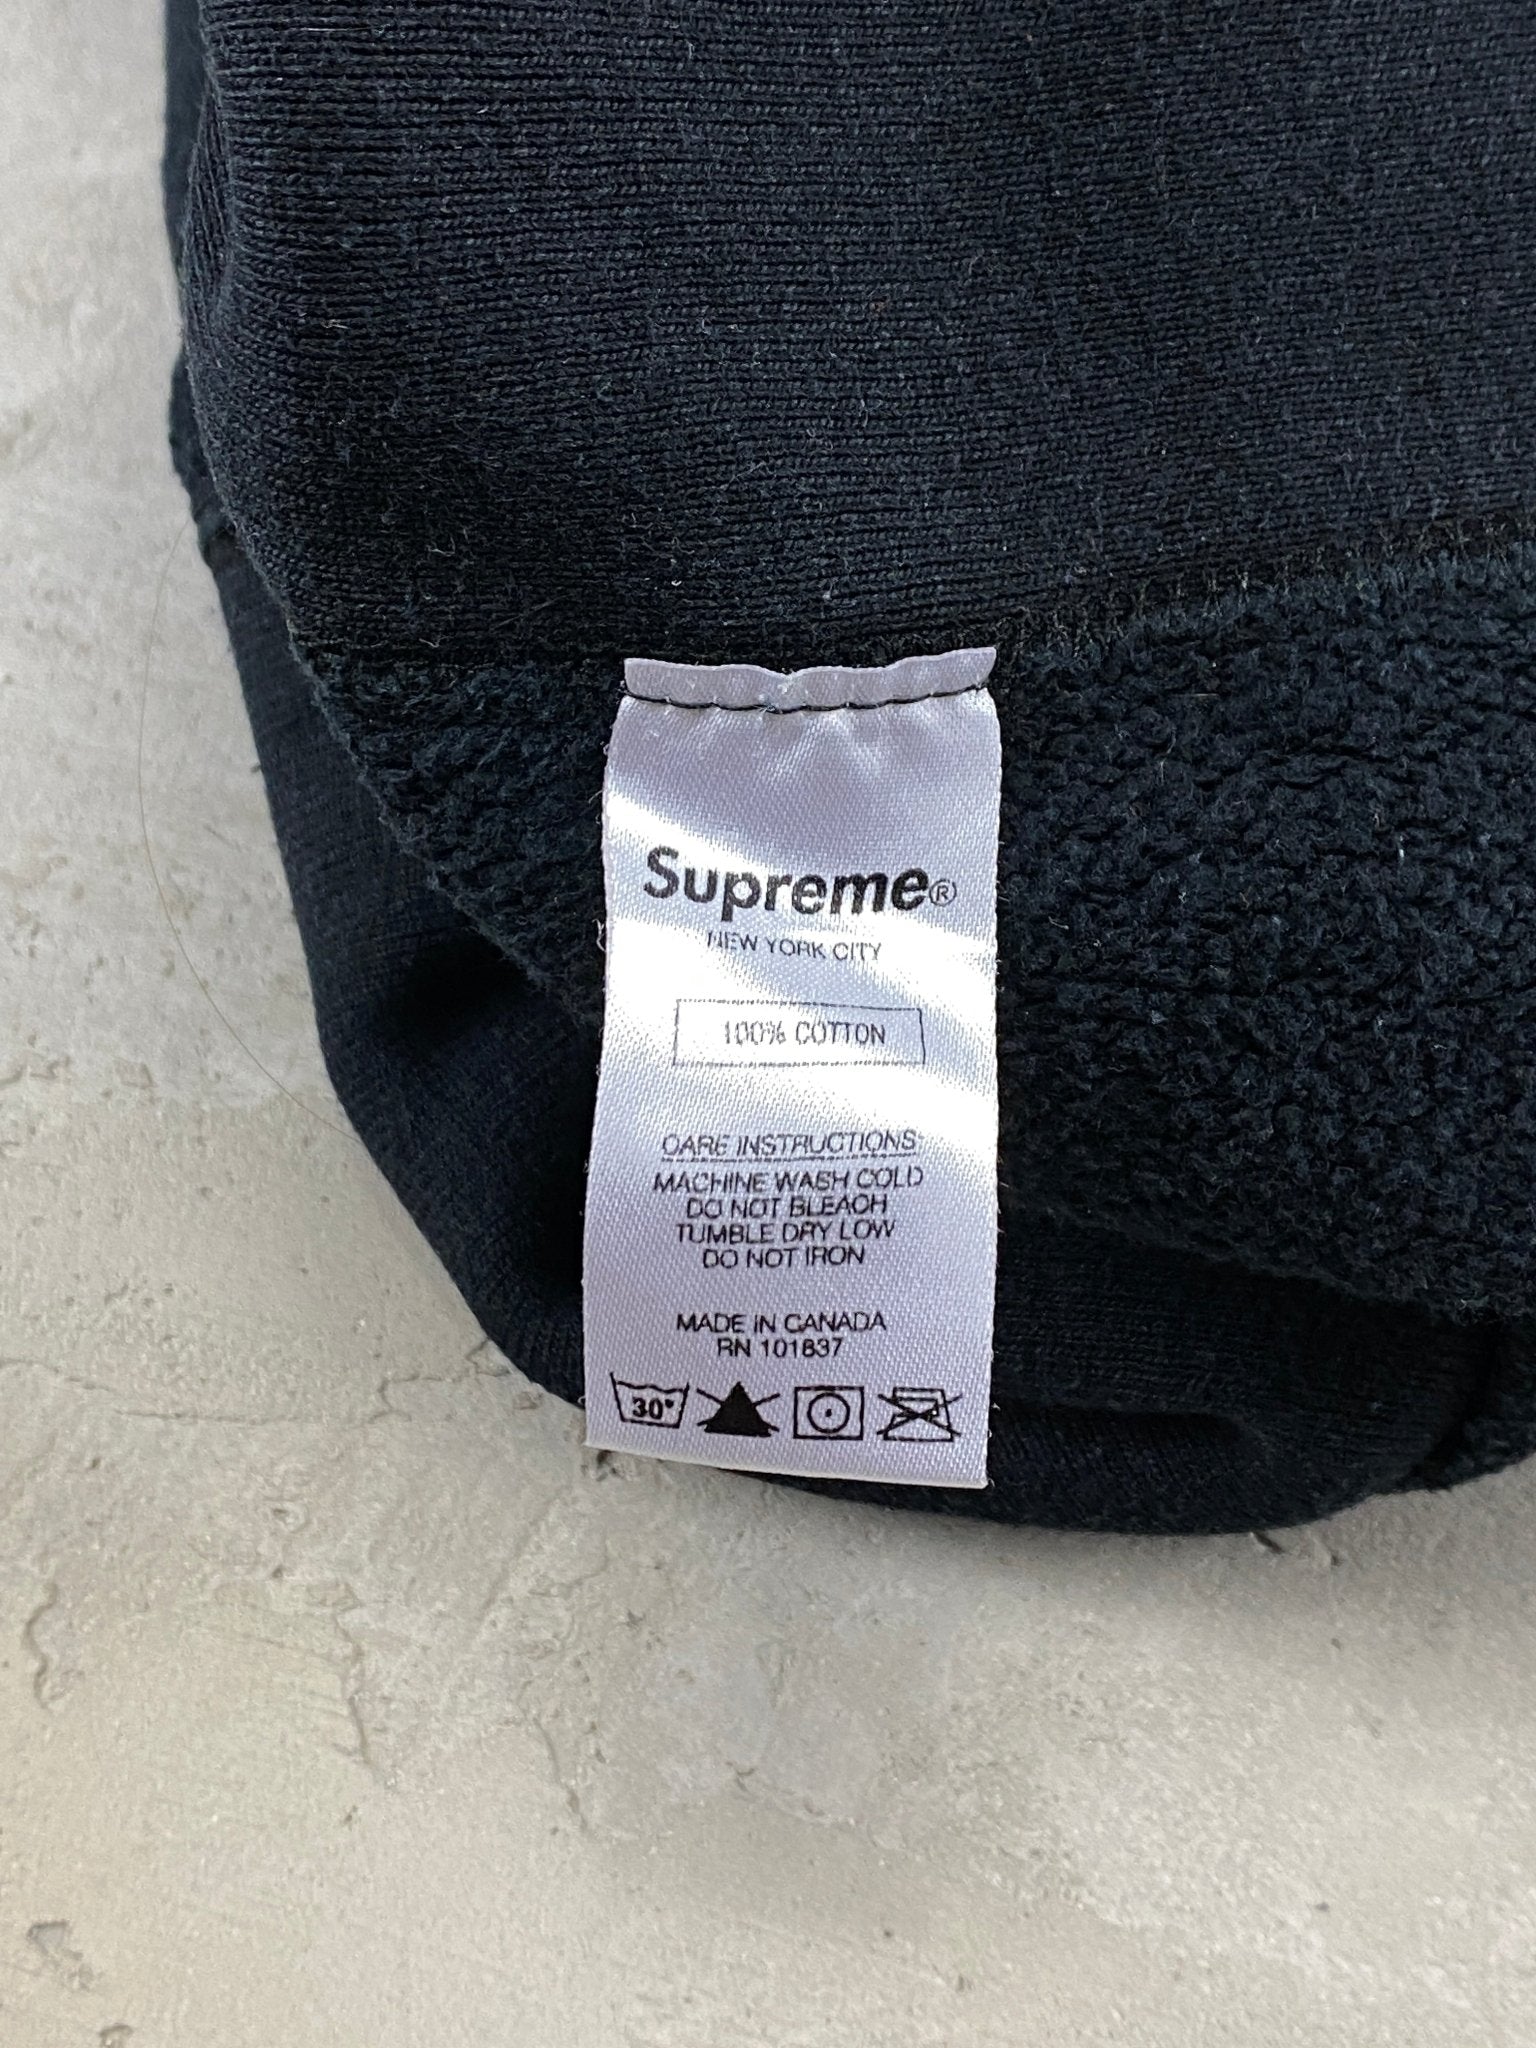 Supreme®
NEW YORK CITY
100% COTTON
CARE INSTRUCTIONS
MACHINE WASH COLD
DO NOT BLEACH
TUMBLE DRY LOW
DO NOT IRON
MADE IN CANADA
RN 101837
30°